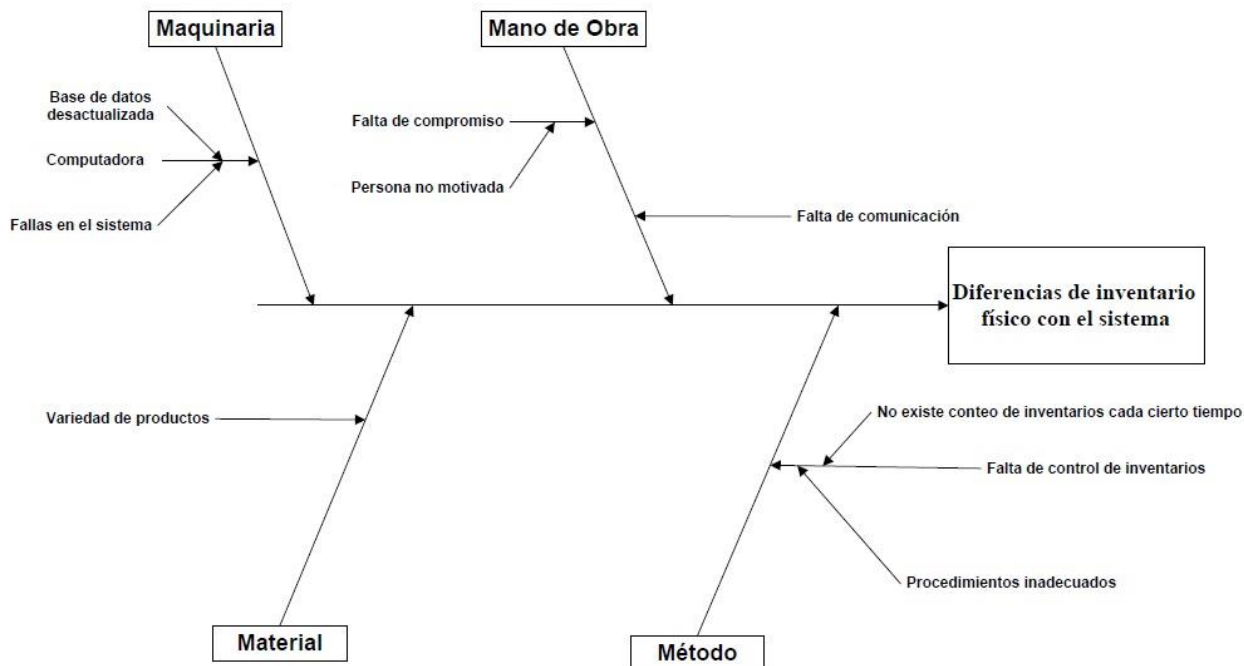 Maquinaria
Mano de Obra
Base de datos
desactualizada
Computadora
Fallas en el sistema
Falta de compromiso
Persona no motivada
Falta de comunicación
Diferencias de inventario
físico con el sistema
Variedad de productos
No existe conteo de inventarios cada cierto tiempo
Falta de control de inventarios
Procedimientos inadecuados
Material
Método